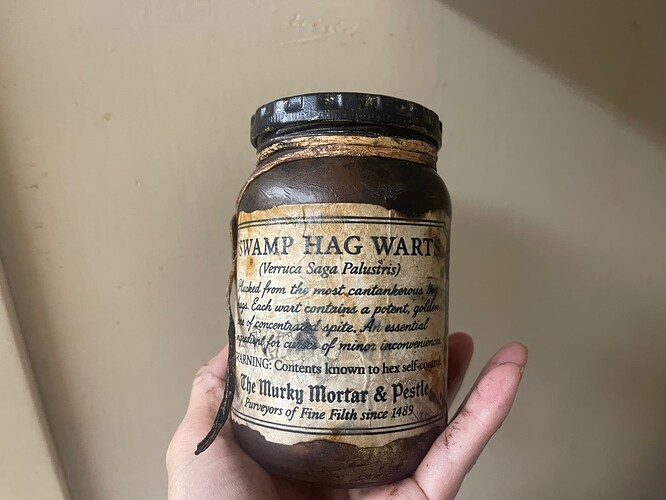 SWAMP HAG WARTS
(Verruca Saga Palustris)
Plucked from the most cantankerous bog
hags. Each wart contains a potent, golden
of concentrated spite. An essential
ingredient for curses of minor inconvenience.
WARNING: Contents known to hex self-control
The Murky Mortar & Pestle
Purveyors of Fine Filth since 1489